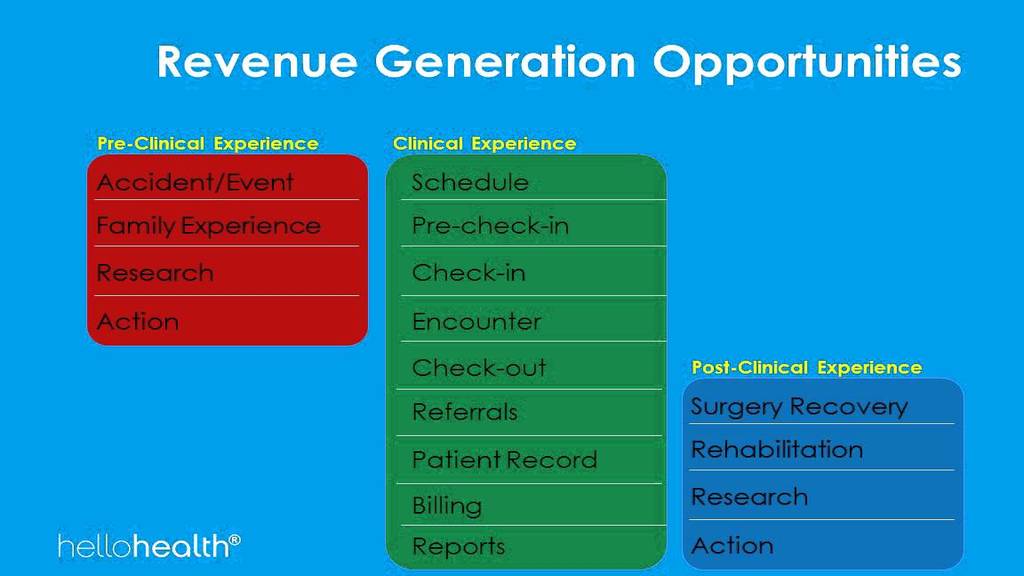 Revenue Generation Opportunities
Pre-Clinical Experience
Accident/Event
Family Experience
Research
Action
Clinical Experience
Schedule
Pre-check-in
Check-in
Encounter
Check-out
Referrals
Patient Record
Billing
Reports
Post-Clinical Experience
Surgery Recovery
Rehabilitation
Research
Action
hellohealth®